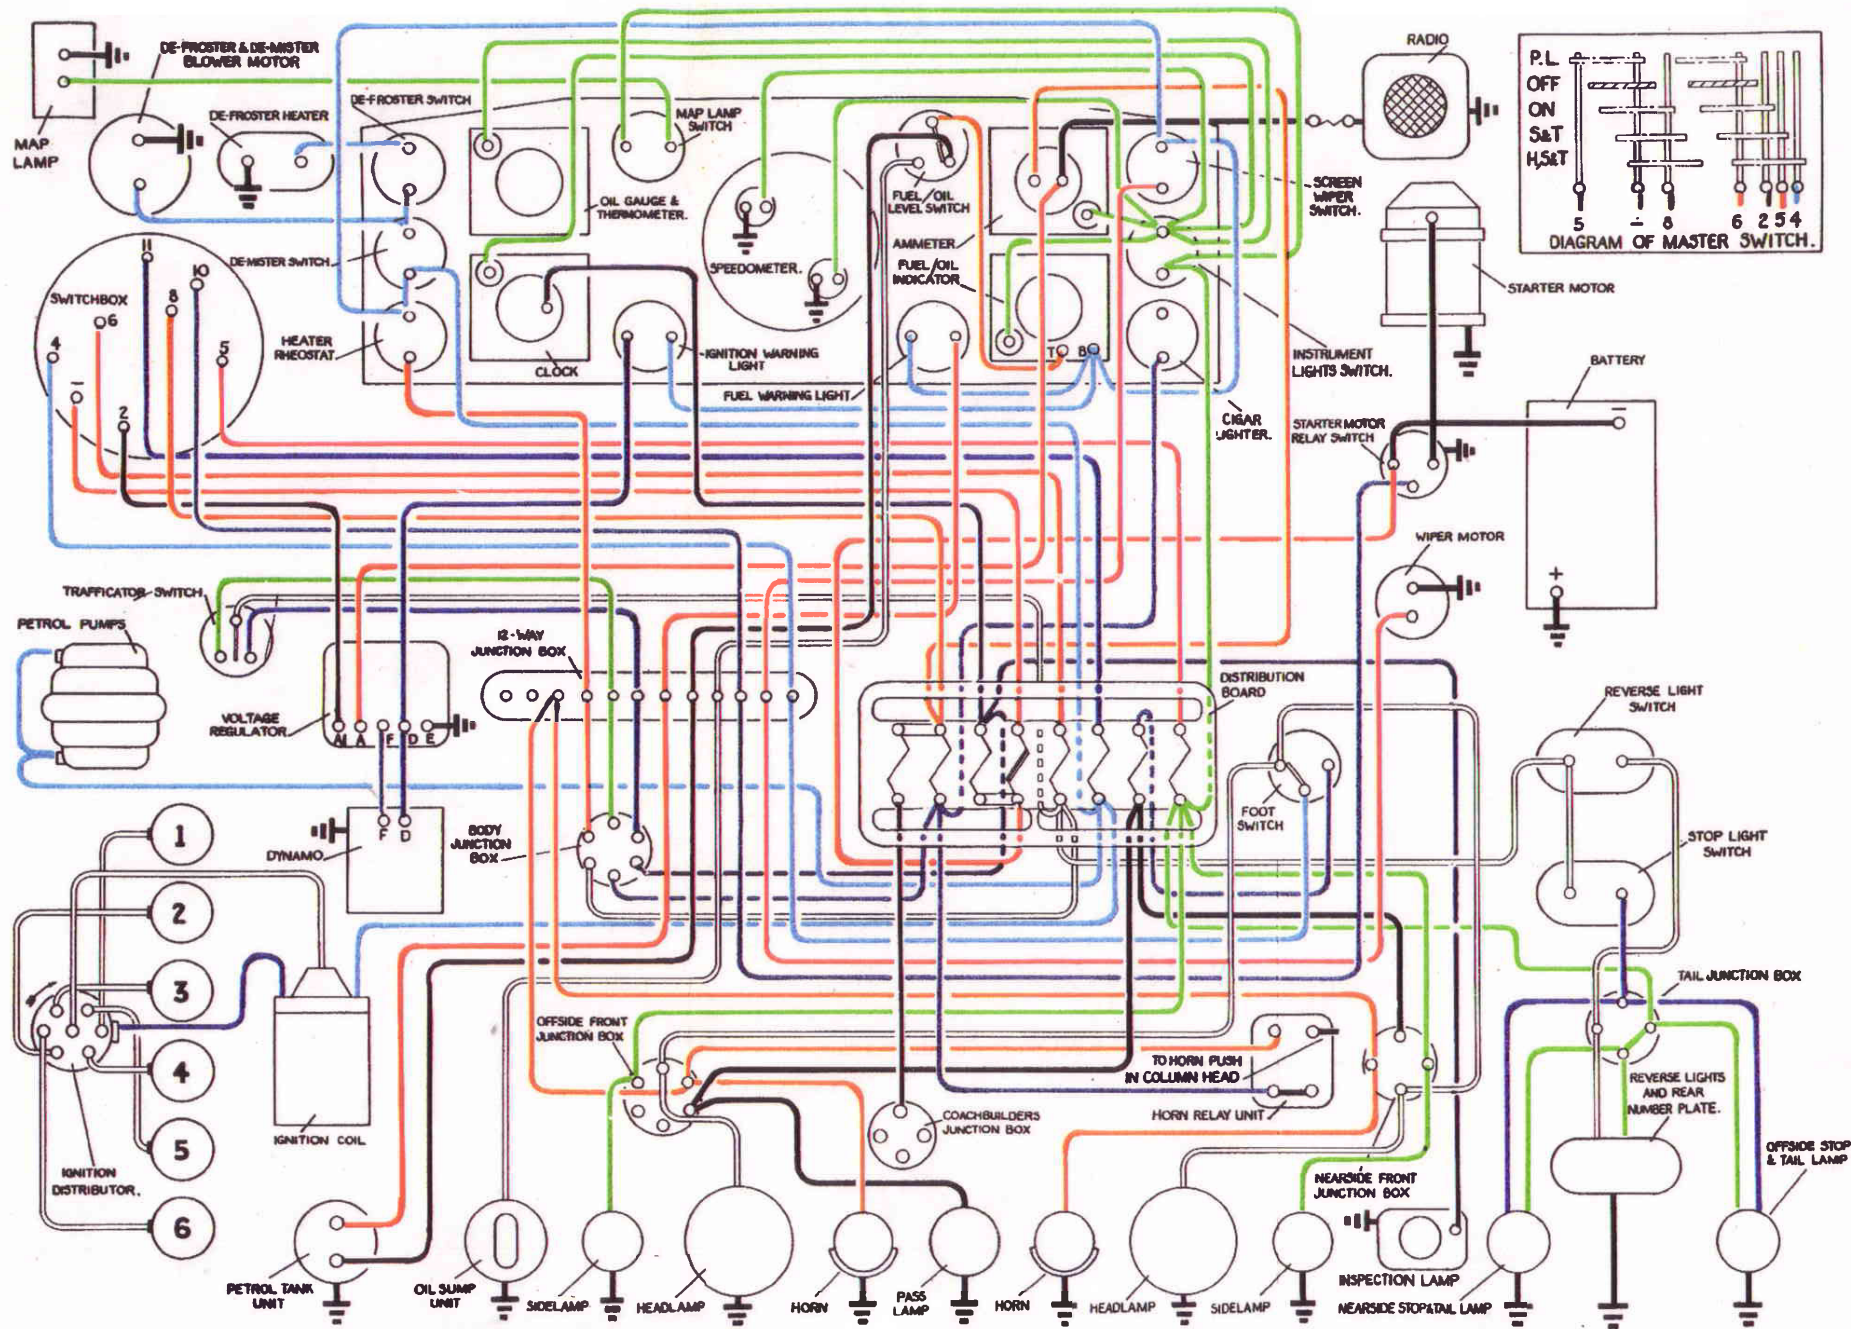 MAP
LAMP
DE-FROSTER & DE-MISTER
BLOWER MOTOR
DE-FROSTER HEATER
DE-FROSTER SWITCH
OIL GAUGE &
THERMOMETER.
MAP LAMP
SWITCH
SPEEDOMETER.
FUEL/OIL
LEVEL SWITCH
AMMETER
FUEL/OIL
INDICATOR
SCREEN
WIPER
SWITCH.
RADIO
P.L
OFF
ON
S&T
H,S&T
5 - 8 6 2 5 4
DIAGRAM OF MASTER SWITCH.
STARTER MOTOR
SWITCHBOX
11
10
8
6
4
5
-
2
DE-MISTER SWITCH
HEATER
RHEOSTAT.
CLOCK
IGNITION WARNING
LIGHT
FUEL WARNING LIGHT
T B
INSTRUMENT
LIGHTS SWITCH.
CIGAR
LIGHTER.
STARTER MOTOR
RELAY SWITCH
BATTERY
-
+
WIPER MOTOR
TRAFFICATOR SWITCH
PETROL PUMPS
12-WAY
JUNCTION BOX
VOLTAGE
REGULATOR
A1 A F D E
DISTRIBUTION
BOARD
REVERSE LIGHT
SWITCH
FOOT
SWITCH
STOP LIGHT
SWITCH
F D
DYNAMO
BODY
JUNCTION
BOX
1
2
3
4
5
6
IGNITION
DISTRIBUTOR.
IGNITION COIL
OFFSIDE FRONT
JUNCTION BOX
TO HORN PUSH
IN COLUMN HEAD
HORN RELAY UNIT
COACHBUILDERS
JUNCTION BOX
NEARSIDE FRONT
JUNCTION BOX
TAIL JUNCTION BOX
REVERSE LIGHTS
AND REAR
NUMBER PLATE.
OFFSIDE STOP
& TAIL LAMP
PETROL TANK
UNIT
OIL SUMP
UNIT
SIDELAMP
HEADLAMP
HORN
PASS
LAMP
HORN
HEADLAMP
SIDELAMP
INSPECTION LAMP
NEARSIDE STOP & TAIL LAMP